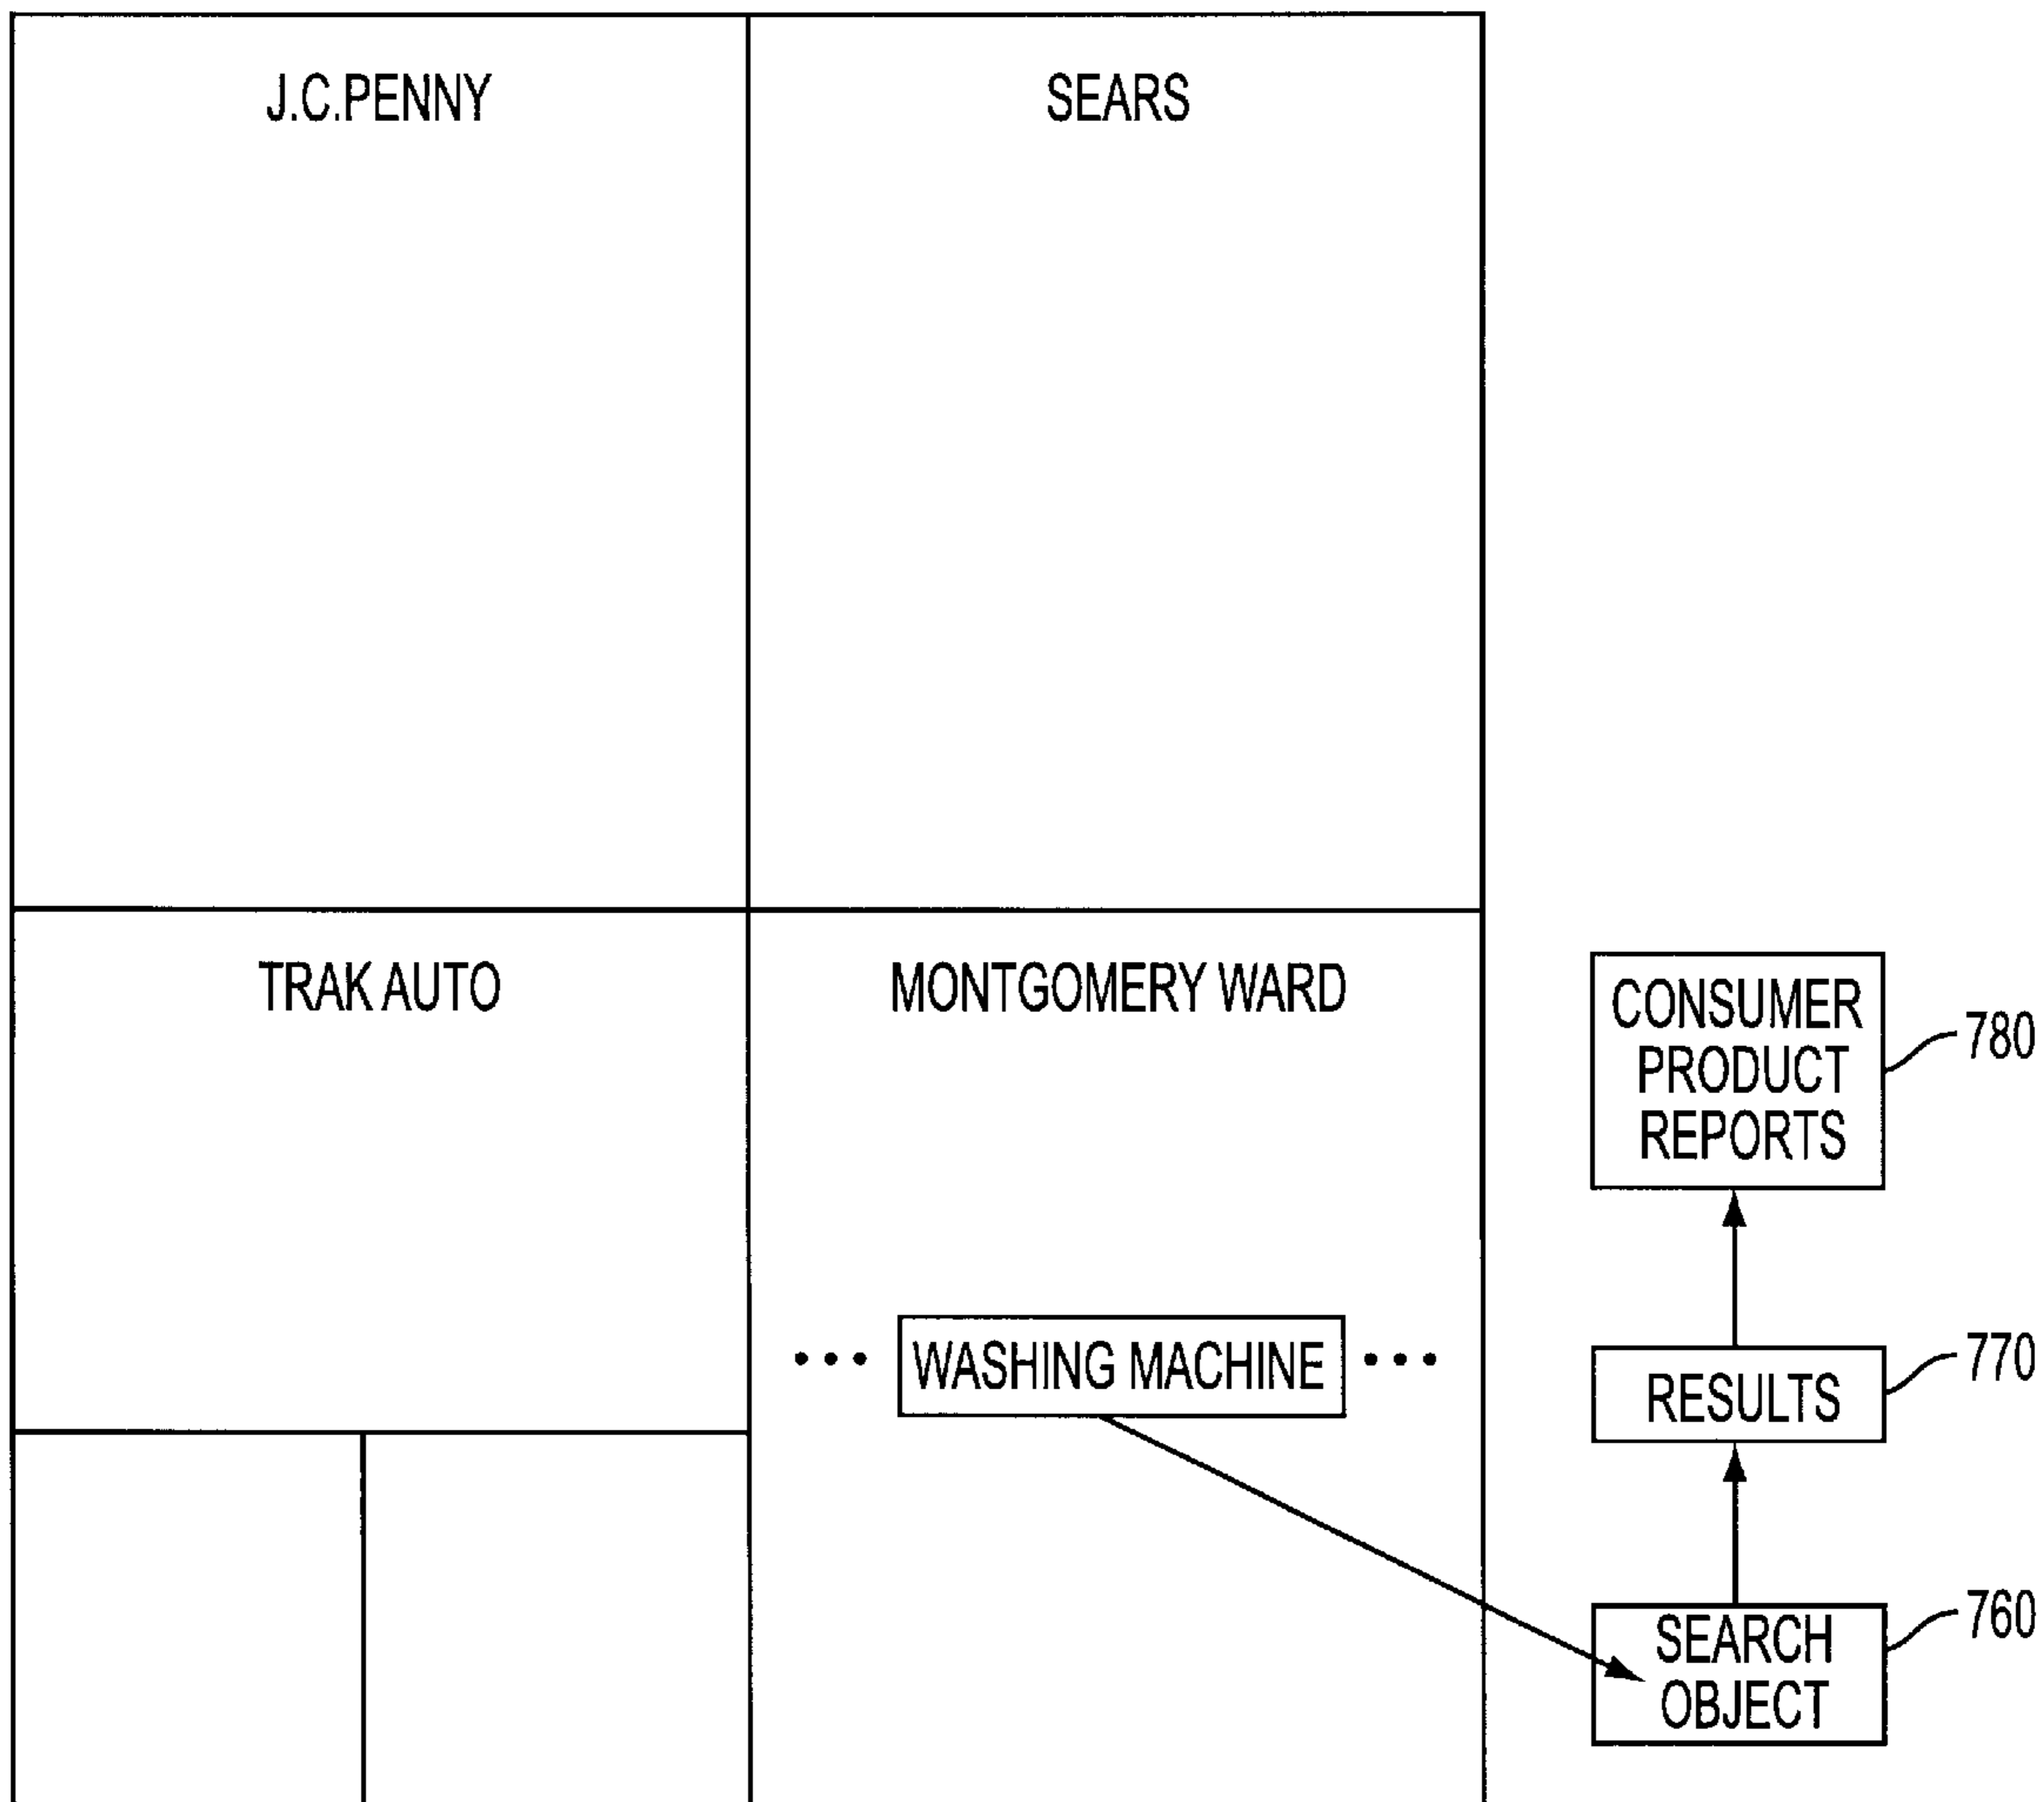 J.C.PENNY
SEARS
TRAK AUTO
MONTGOMERY WARD
••• WASHING MACHINE •••
CONSUMER
PRODUCT
REPORTS
780
RESULTS
770
SEARCH
OBJECT
760